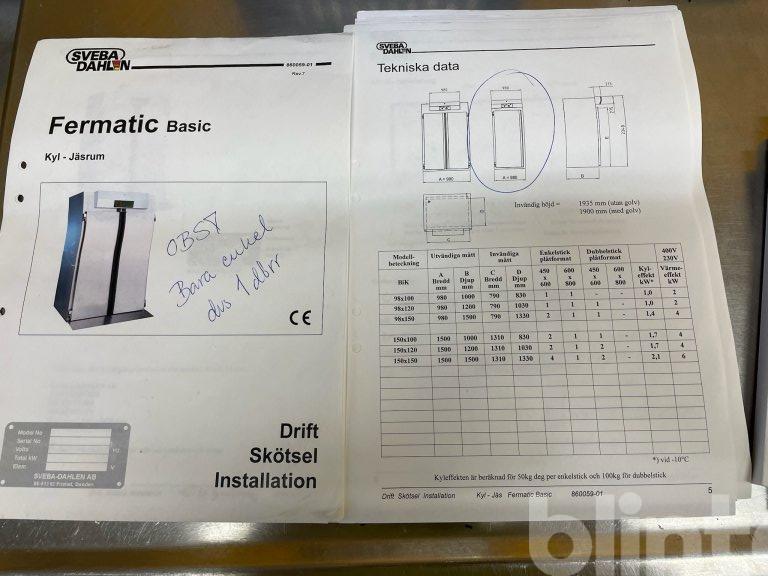 SVEBA
DAHLEN
860059-01
Rev.7
Fermatic Basic
Kyl - Jäsrum
OBS!
Bara enkel
dvs 1 dörr
CE
Model No
Serial No
Volts Hz
Total kW
Elem. V
SVEBA-DAHLEN AB
Drift
Skötsel
Installation
SVEBA
DAHLEN
Tekniska data
A = 980
A = 980
B
E
D
C
Invändig höjd = 1935 mm (utan golv)
1900 mm (med golv)
Modell-beteckning Utvändiga mått Invändiga mått Enkelstick plåtformat Dubbelstick plåtformat 400V 230V
BiK A Bredd mm B Djup mm C Bredd mm D Djup mm 450 x 600 600 x 800 450 x 600 600 x 800 Kyl-effekt kW* Värme-effekt kW
98x100 980 1000 790 830 1 1 - - 1,0 2
98x120 980 1200 790 1030 1 1 1 - 1,0 2
98x150 980 1500 790 1330 2 1 1 1 1,4 4
150x100 1500 1000 1310 830 2 1 1 - 1,7 4
150x120 1500 1200 1310 1030 2 1 2 - 1,7 4
150x150 1500 1500 1310 1330 4 1 2 - 2,1 6
*) vid -10°C
Kyleffekten är beräknad för 50kg deg per enkelstick och 100kg för dubbelstick
Drift Skötsel Installation Kyl - Jäs Fermatic Basic 860059-01 5